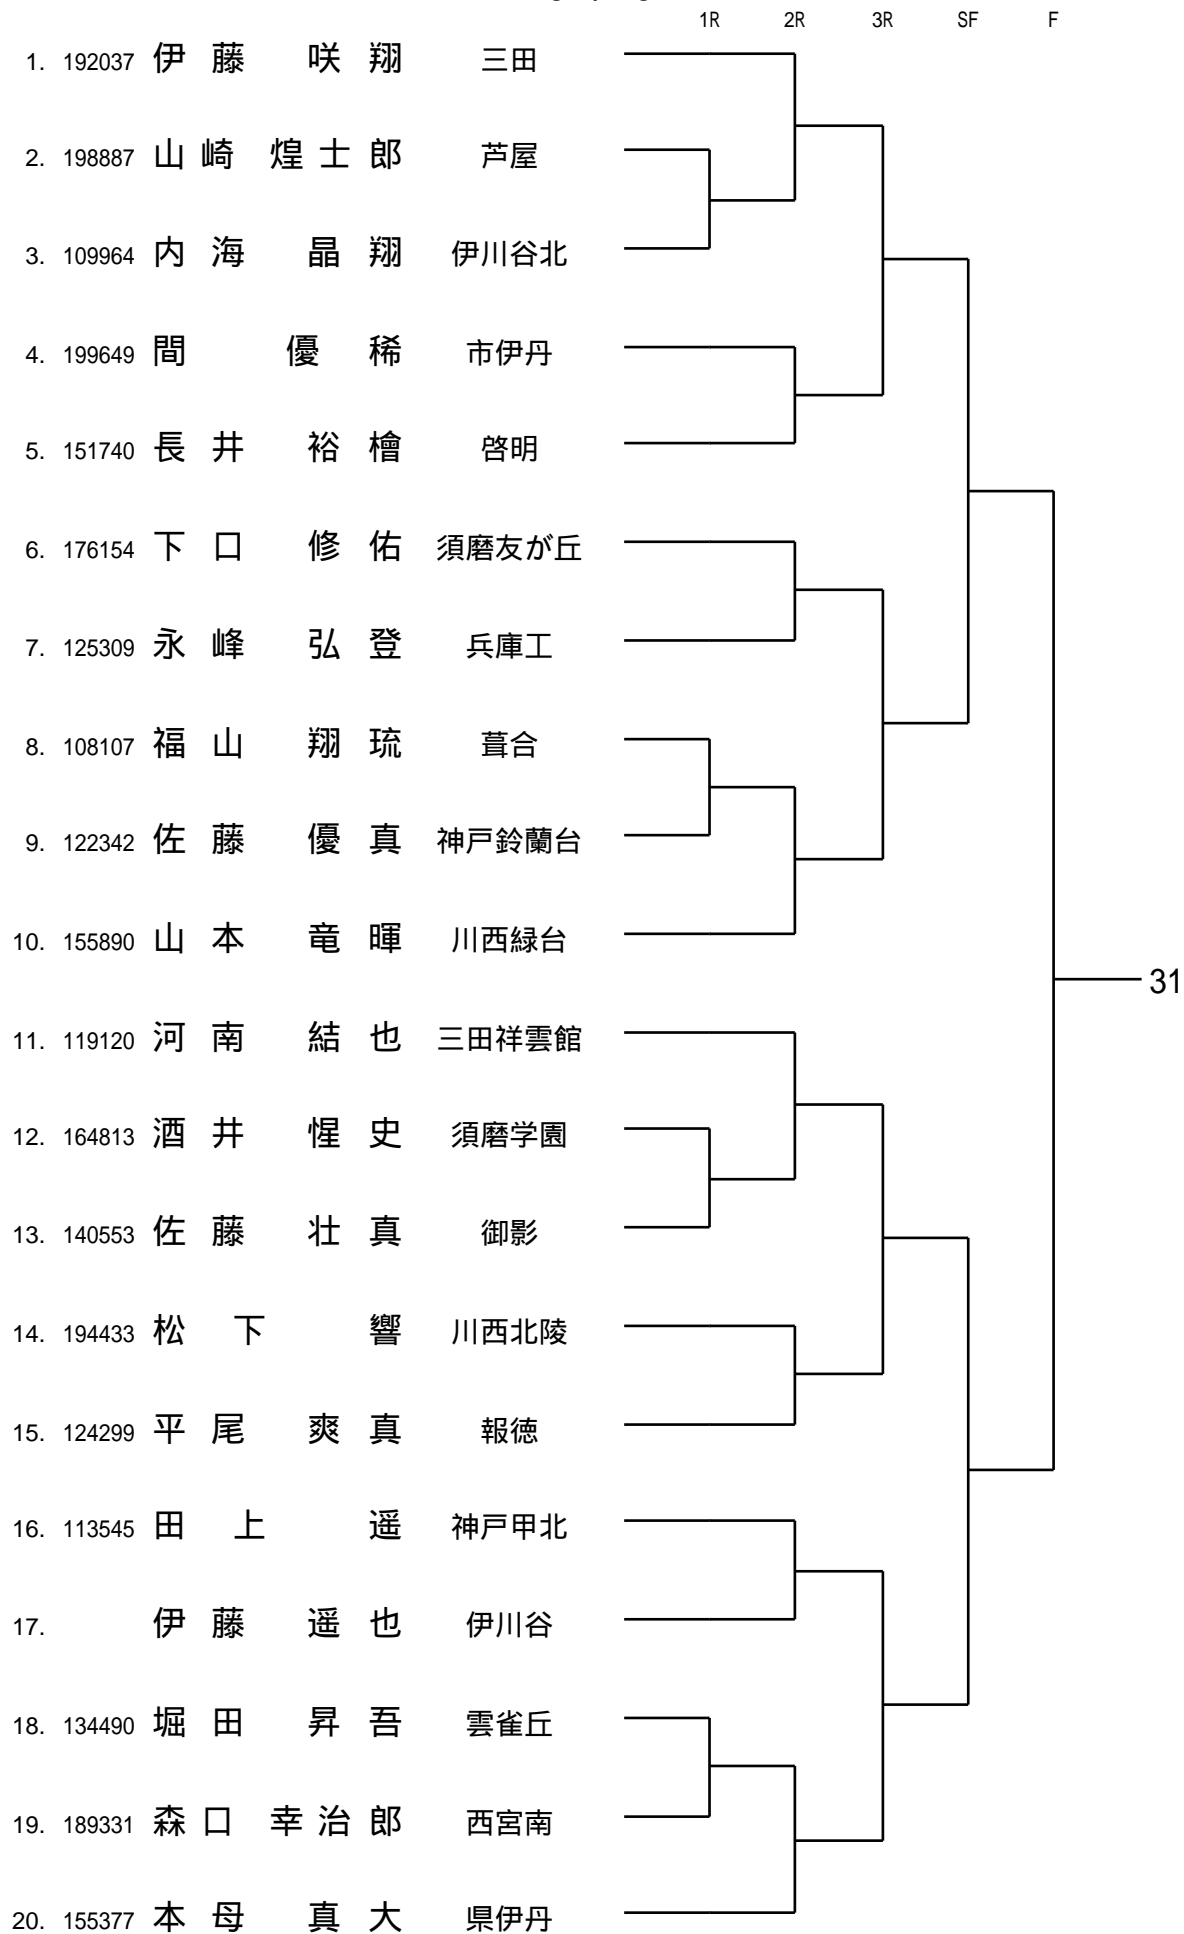 1R 2R 3R SF F
1. 192037 伊藤 咲翔 三田
2. 198887 山崎 煌士郎 芦屋
3. 109964 内海 晶翔 伊川谷北
4. 199649 間 優稀 市伊丹
5. 151740 長井 裕檜 啓明
6. 176154 下口 修佑 須磨友が丘
7. 125309 永峰 弘登 兵庫工
8. 108107 福山 翔琉 葺合
9. 122342 佐藤 優真 神戸鈴蘭台
10. 155890 山本 竜暉 川西緑台
31
11. 119120 河南 結也 三田祥雲館
12. 164813 酒井 惺史 須磨学園
13. 140553 佐藤 壮真 御影
14. 194433 松下 響 川西北陵
15. 124299 平尾 爽真 報徳
16. 113545 田上 遥 神戸甲北
17. 伊藤 遥也 伊川谷
18. 134490 堀田 昇吾 雲雀丘
19. 189331 森口 幸治郎 西宮南
20. 155377 本母 真大 県伊丹